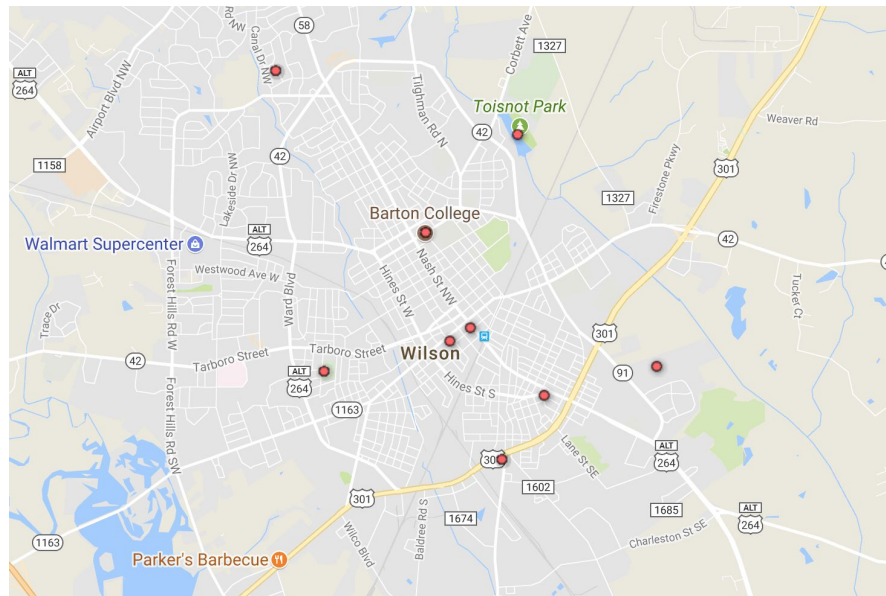 Rd NW
58
Canal Dr NW
Corbett Ave
1327
ALT
264
Airport Blvd NW
Tilghman Rd N
Toisnot Park
42
Weaver Rd
1158
42
Lakeside Dr NW
301
Firestone Pkwy
1327
Barton College
ALT
264
Walmart Supercenter
42
Nash St NW
Hines St W
Westwood Ave W
Forest Hills Rd W
Ward Blvd
Tucker Ct
Trace Dr
301
Tarboro Street
Tarboro Street
42
Wilson
ALT
264
91
Hines St S
1163
Forest Hills Rd SW
Lane St SE
ALT
264
301
1602
301
1685
1674
ALT
264
Baldree Rd S
Charleston St SE
Wilco Blvd
1163
Parker's Barbecue